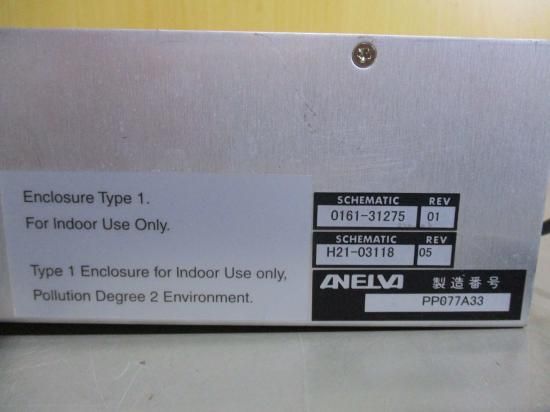 Enclosure Type 1.
For Indoor Use Only.
Type 1 Enclosure for Indoor Use only,
Pollution Degree 2 Environment.
SCHEMATIC REV
0161-31275 01
SCHEMATIC REV
H21-03118 05
ANELVA 製造番号
PP077A33